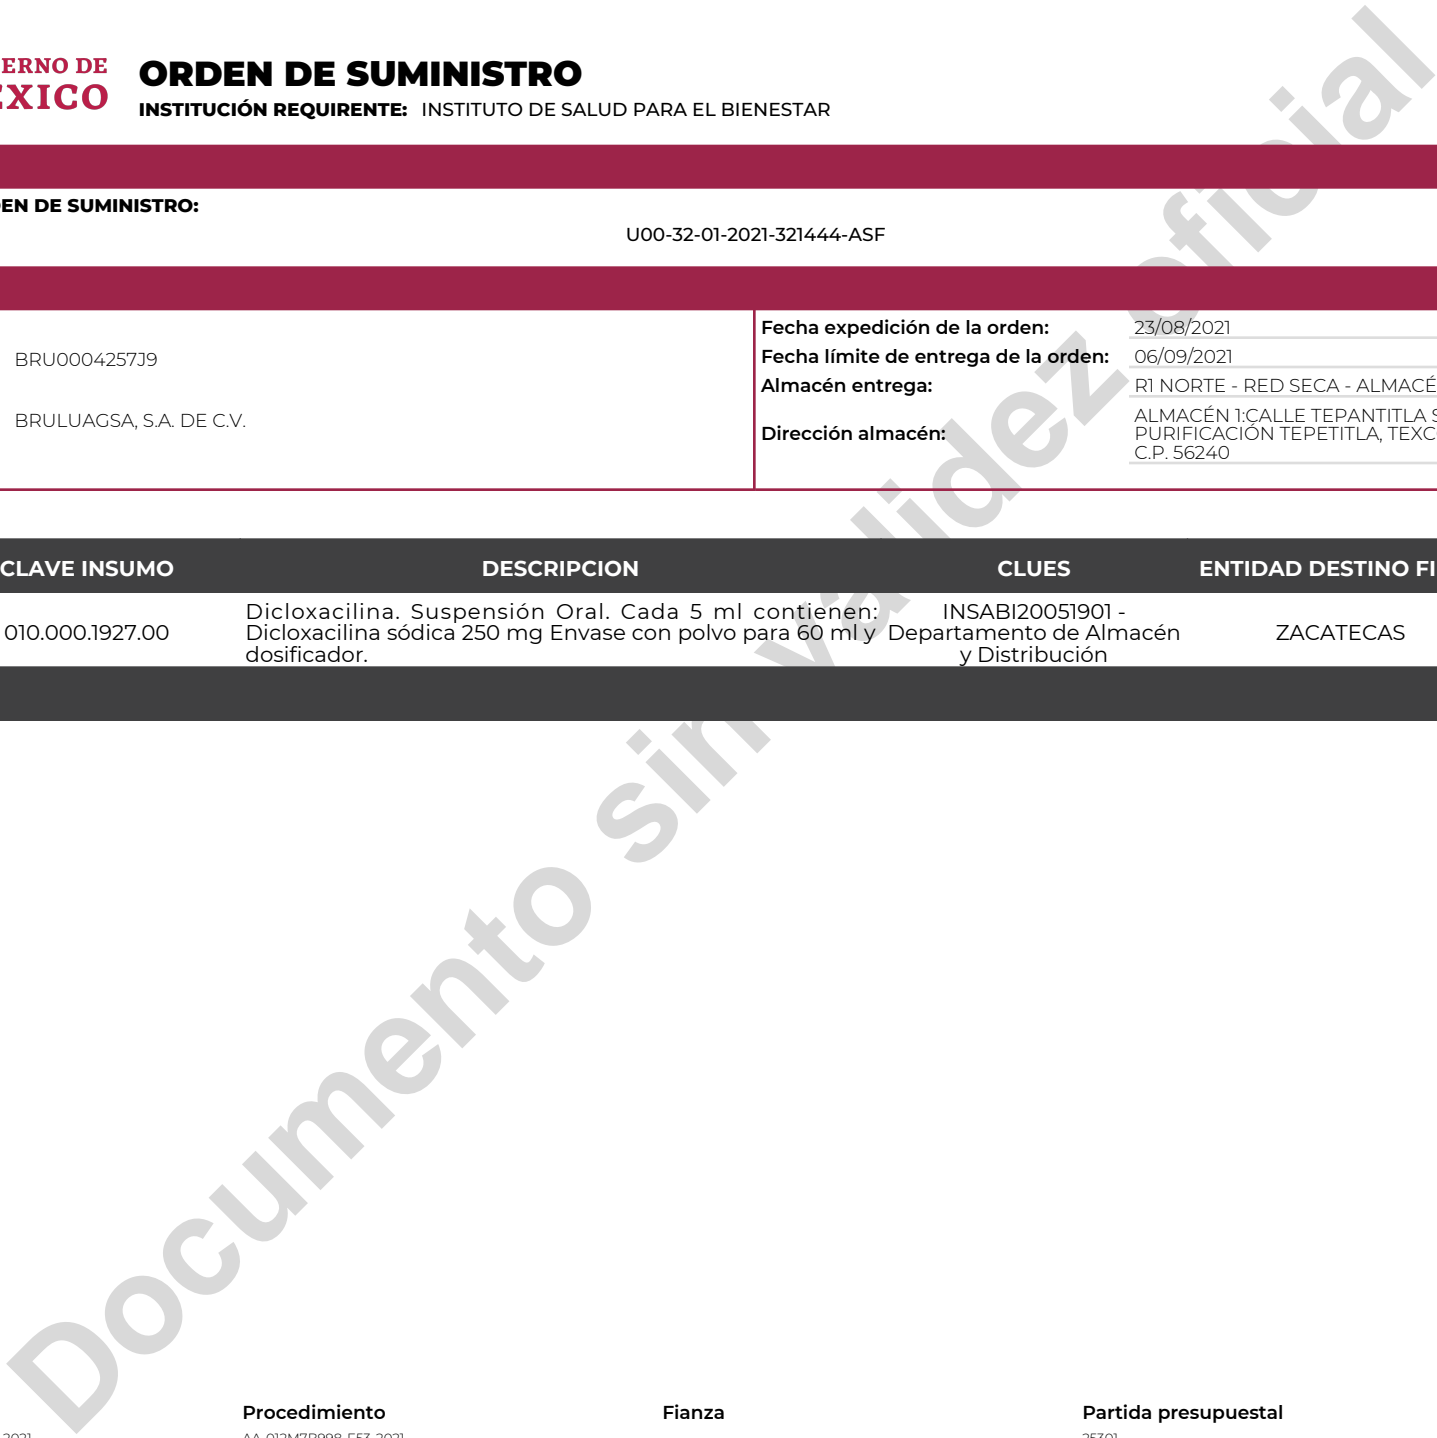 ERNO DE
EXICO
ORDEN DE SUMINISTRO
INSTITUCIÓN REQUIRENTE: INSTITUTO DE SALUD PARA EL BIENESTAR
EN DE SUMINISTRO:
U00-32-01-2021-321444-ASF
BRU0004257J9
BRULUAGSA, S.A. DE C.V.
Fecha expedición de la orden: 23/08/2021
Fecha límite de entrega de la orden: 06/09/2021
Almacén entrega: R1 NORTE - RED SECA - ALMACÉ
Dirección almacén:
ALMACÉN 1:CALLE TEPANTITLA S
PURIFICACIÓN TEPETITLA, TEXC
C.P. 56240
CLAVE INSUMO DESCRIPCION CLUES ENTIDAD DESTINO FI
010.000.1927.00
Dicloxacilina. Suspensión Oral. Cada 5 ml contienen:
Dicloxacilina sódica 250 mg Envase con polvo para 60 ml y
dosificador.
INSABI20051901 -
Departamento de Almacén
y Distribución
ZACATECAS
Documento sin validez oficial
Procedimiento Fianza Partida presupuestal